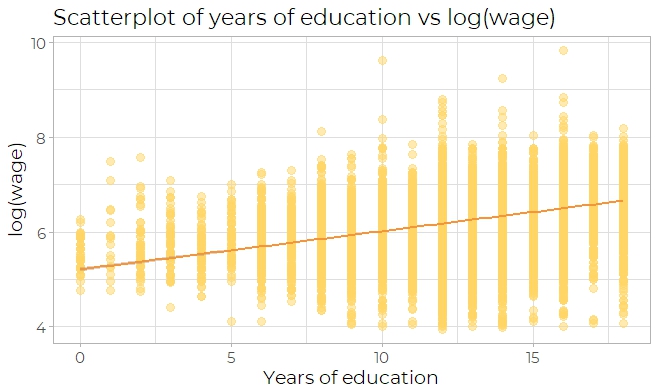 Scatterplot of years of education vs log(wage)
10
8
6
4
log(wage)
0 5 10 15
Years of education